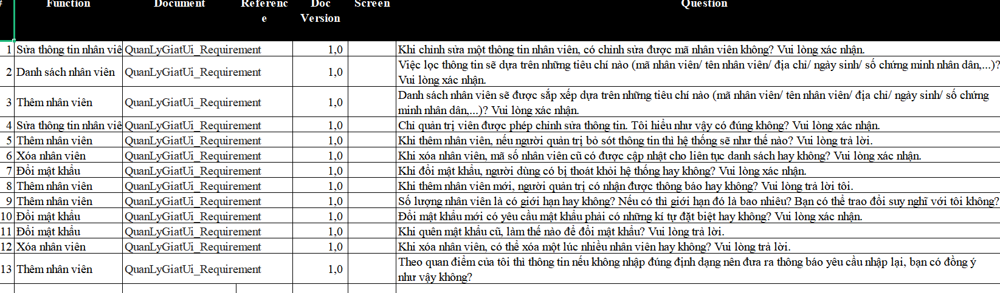 # Function Document Referenc Doc Screen Question
e Version
1 Sửa thông tin nhân viê QuanLyGiatUi_Requirement 1,0 Khi chỉnh sửa một thông tin nhân viên, có chỉnh sửa được mã nhân viên không? Vui lòng xác nhận.
2 Danh sách nhân viên QuanLyGiatUi_Requirement 1,0 Việc lọc thông tin sẽ dựa trên những tiêu chí nào (mã nhân viên/ tên nhân viên/ địa chỉ/ ngày sinh/ số chứng minh nhân dân,...)?
Vui lòng xác nhận.
3 Thêm nhân viên QuanLyGiatUi_Requirement 1,0 Danh sách nhân viên sẽ được sắp xếp dựa trên những tiêu chí nào (mã nhân viên/ tên nhân viên/ địa chỉ/ ngày sinh/ số chứng
minh nhân dân,...)? Vui lòng xác nhận.
4 Sửa thông tin nhân viê QuanLyGiatUi_Requirement 1,0 Chỉ quản trị viên được phép chỉnh sửa thông tin. Tôi hiểu như vậy có đúng không? Vui lòng xác nhận.
5 Thêm nhân viên QuanLyGiatUi_Requirement 1,0 Khi thêm nhân viên, nếu người quản trị bỏ sót thông tin thì hệ thống sẽ như thế nào? Vui lòng trả lời.
6 Xóa nhân viên QuanLyGiatUi_Requirement 1,0 Khi xóa nhân viên, mã số nhân viên cũ có được cập nhật cho liên tục danh sách hay không? Vui lòng xác nhận.
7 Đổi mật khẩu QuanLyGiatUi_Requirement 1,0 Khi đổi mật khẩu, người dùng có bị thoát khỏi hệ thống hay không? Vui lòng xác nhận.
8 Thêm nhân viên QuanLyGiatUi_Requirement 1,0 Khi thêm nhân viên mới, người quản trị có nhận được thông báo hay không? Vui lòng trả lời tôi.
9 Thêm nhân viên QuanLyGiatUi_Requirement 1,0 Số lượng nhân viên là có giới hạn hay không? Nếu có thì giới hạn đó là bao nhiêu? Bạn có thể trao đổi suy nghĩ với tôi không?
10 Đổi mật khẩu QuanLyGiatUi_Requirement 1,0 Đổi mật khẩu mới có yêu cầu mật khẩu phải có những kí tự đặt biệt hay không? Vui lòng xác nhận.
11 Đổi mật khẩu QuanLyGiatUi_Requirement 1,0 Khi quên mật khẩu cũ, làm thế nào để đổi mật khẩu? Vui lòng trả lời.
12 Xóa nhân viên QuanLyGiatUi_Requirement 1,0 Khi xóa nhân viên, có thể xóa một lúc nhiều nhân viên hay không? Vui lòng trả lời.
13 Thêm nhân viên QuanLyGiatUi_Requirement 1,0 Theo quan điểm của tôi thì thông tin nếu không nhập đúng định dạng nên đưa ra thông báo yêu cầu nhập lại, bạn có đồng ý
như vậy không?